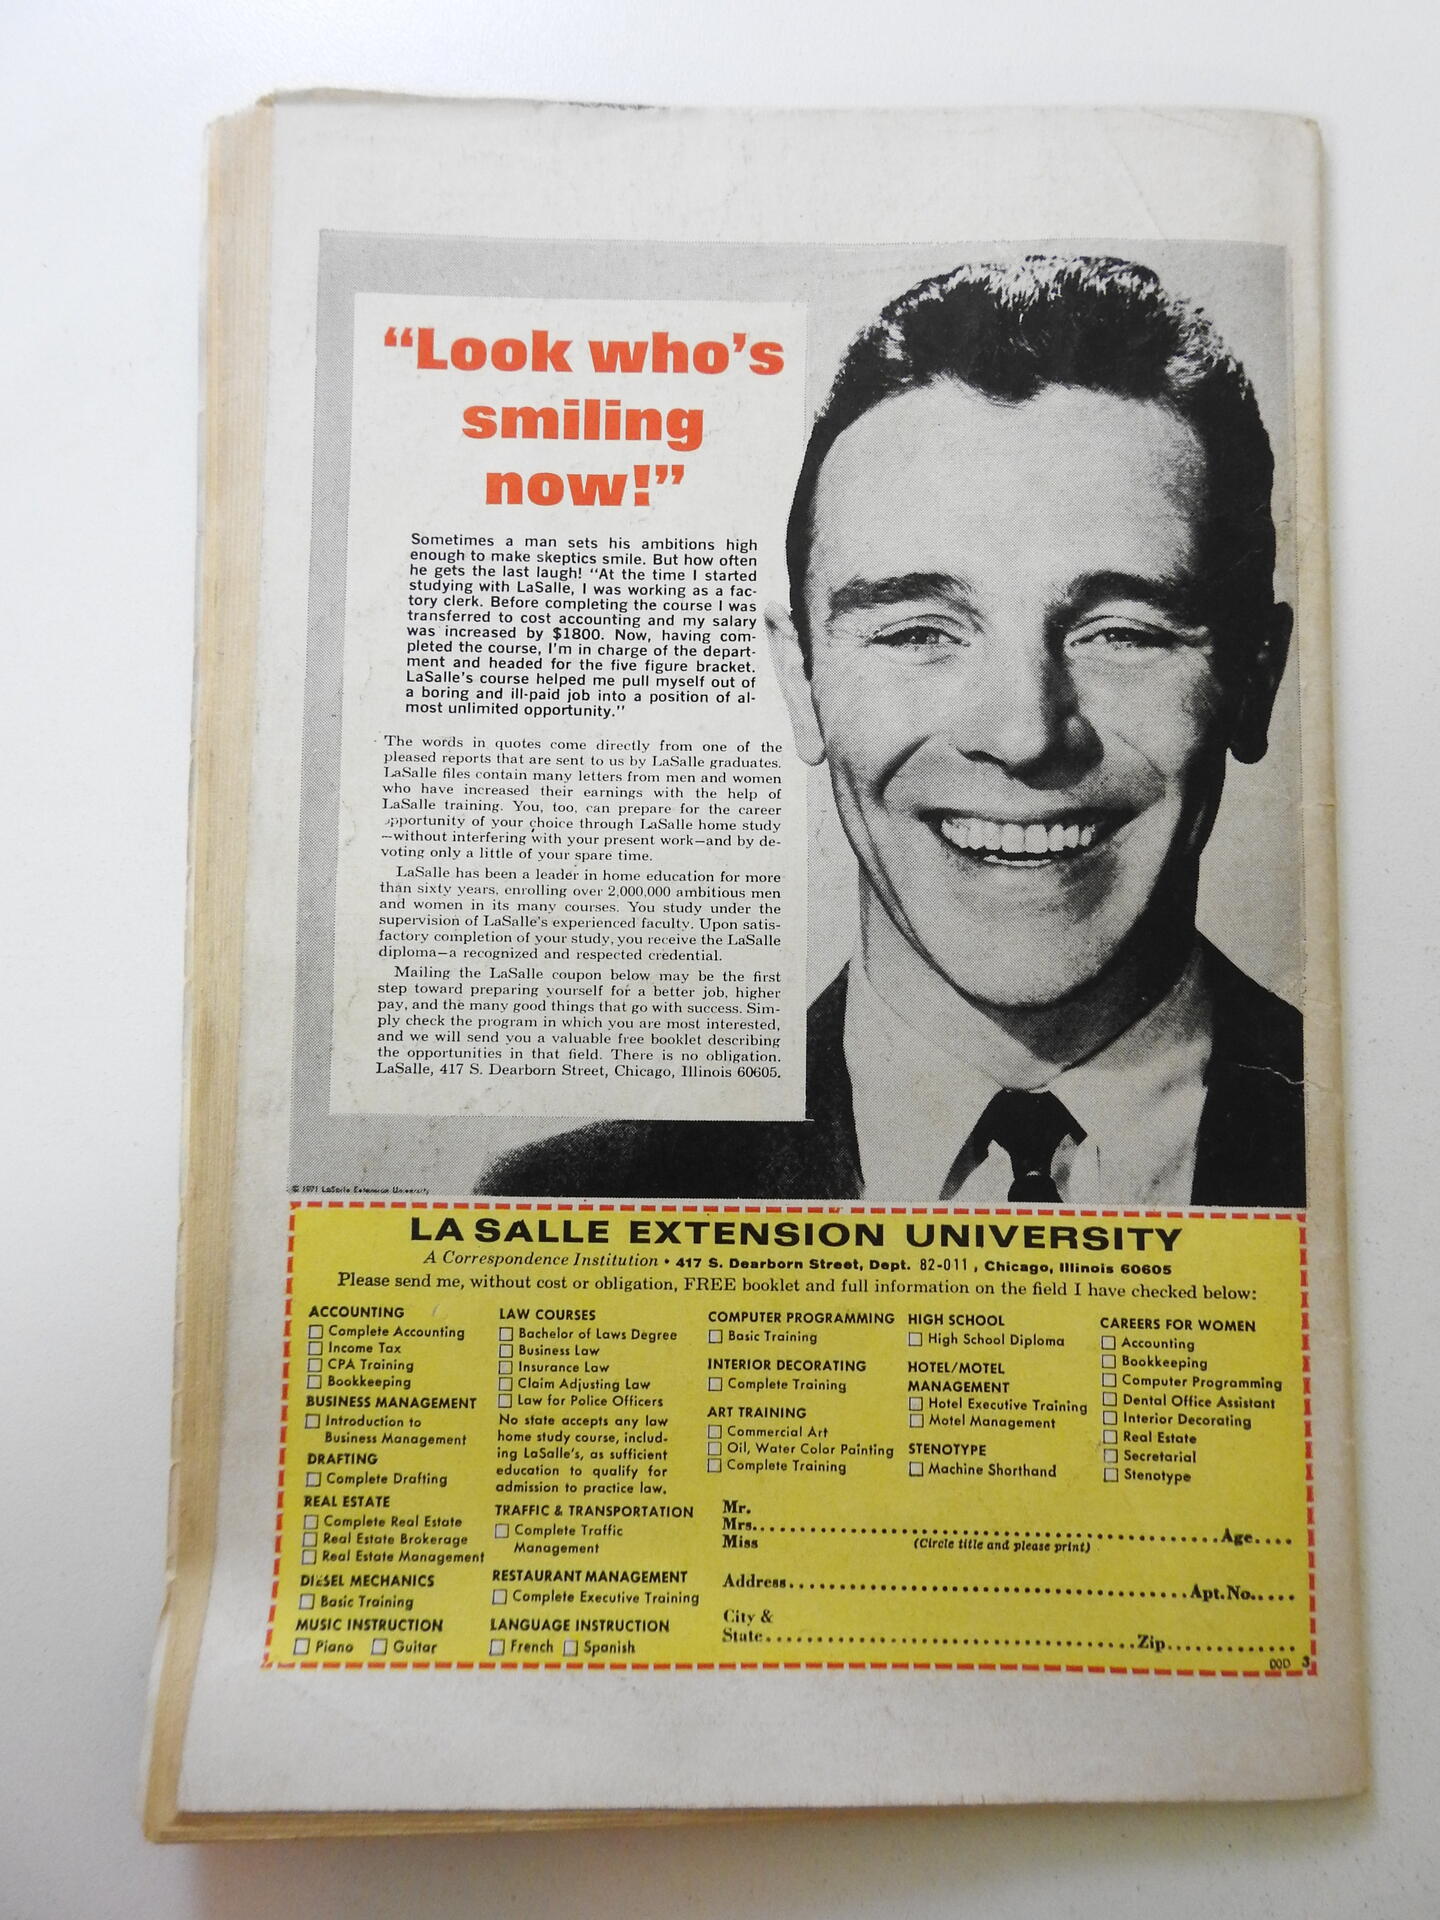 “Look who’s
smiling
now!”
Sometimes a man sets his ambitions high
enough to make skeptics smile. But how often
he gets the last laugh! “At the time I started
studying with LaSalle, I was working as a fac-
tory clerk. Before completing the course I was
transferred to cost accounting and my salary
was increased by $1800. Now, having com-
pleted the course, I’m in charge of the depart-
ment and headed for the five figure bracket.
LaSalle’s course helped me pull myself out of
a boring and ill-paid job into a position of al-
most unlimited opportunity.”
The words in quotes come directly from one of the
pleased reports that are sent to us by LaSalle graduates.
LaSalle files contain many letters from men and women
who have increased their earnings with the help of
LaSalle training. You, too, can prepare for the career
opportunity of your choice through LaSalle home study
—without interfering with your present work—and by de-
voting only a little of your spare time.
LaSalle has been a leader in home education for more
than sixty years, enrolling over 2,000,000 ambitious men
and women in its many courses. You study under the
supervision of LaSalle’s experienced faculty. Upon satis-
factory completion of your study, you receive the LaSalle
diploma—a recognized and respected credential.
Mailing the LaSalle coupon below may be the first
step toward preparing yourself for a better job, higher
pay, and the many good things that go with success. Sim-
ply check the program in which you are most interested,
and we will send you a valuable free booklet describing
the opportunities in that field. There is no obligation.
LaSalle, 417 S. Dearborn Street, Chicago, Illinois 60605.
© 1971 LaSalle Extension University
LA SALLE EXTENSION UNIVERSITY
A Correspondence Institution • 417 S. Dearborn Street, Dept. 82-011, Chicago, Illinois 60605
Please send me, without cost or obligation, FREE booklet and full information on the field I have checked below:
ACCOUNTING
Complete Accounting
Income Tax
CPA Training
Bookkeeping
BUSINESS MANAGEMENT
Introduction to
Business Management
DRAFTING
Complete Drafting
REAL ESTATE
Complete Real Estate
Real Estate Brokerage
Real Estate Management
DIESEL MECHANICS
Basic Training
MUSIC INSTRUCTION
Piano Guitar
LAW COURSES
Bachelor of Laws Degree
Business Law
Insurance Law
Claim Adjusting Law
Law for Police Officers
No state accepts any law
home study course, includ-
ing LaSalle’s, as sufficient
education to qualify for
admission to practice law.
TRAFFIC & TRANSPORTATION
Complete Traffic
Management
RESTAURANT MANAGEMENT
Complete Executive Training
LANGUAGE INSTRUCTION
French Spanish
COMPUTER PROGRAMMING
Basic Training
INTERIOR DECORATING
Complete Training
ART TRAINING
Commercial Art
Oil, Water Color Painting
Complete Training
HIGH SCHOOL
High School Diploma
HOTEL/MOTEL
MANAGEMENT
Hotel Executive Training
Motel Management
STENOTYPE
Machine Shorthand
CAREERS FOR WOMEN
Accounting
Bookkeeping
Computer Programming
Dental Office Assistant
Interior Decorating
Real Estate
Secretarial
Stenotype
Mr.
Mrs. Age
Miss (Circle title and please print)
Address Apt.No.
City &
State Zip
DOD 3